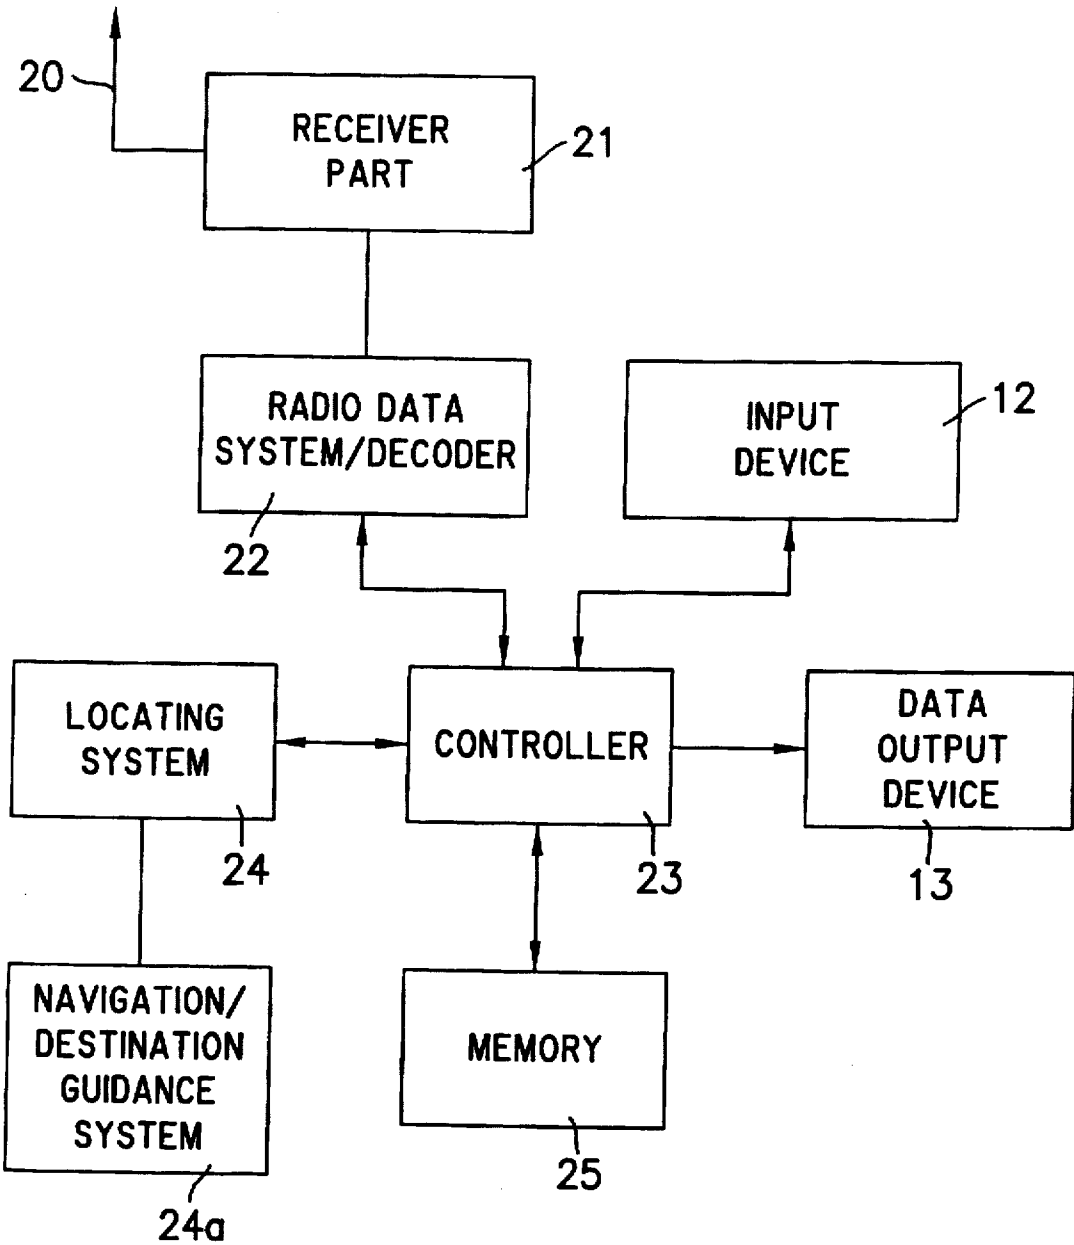 20
RECEIVER
PART
21
RADIO DATA
SYSTEM/DECODER
22
INPUT
DEVICE
12
LOCATING
SYSTEM
24
CONTROLLER
23
DATA
OUTPUT
DEVICE
13
NAVIGATION/
DESTINATION
GUIDANCE
SYSTEM
24a
MEMORY
25